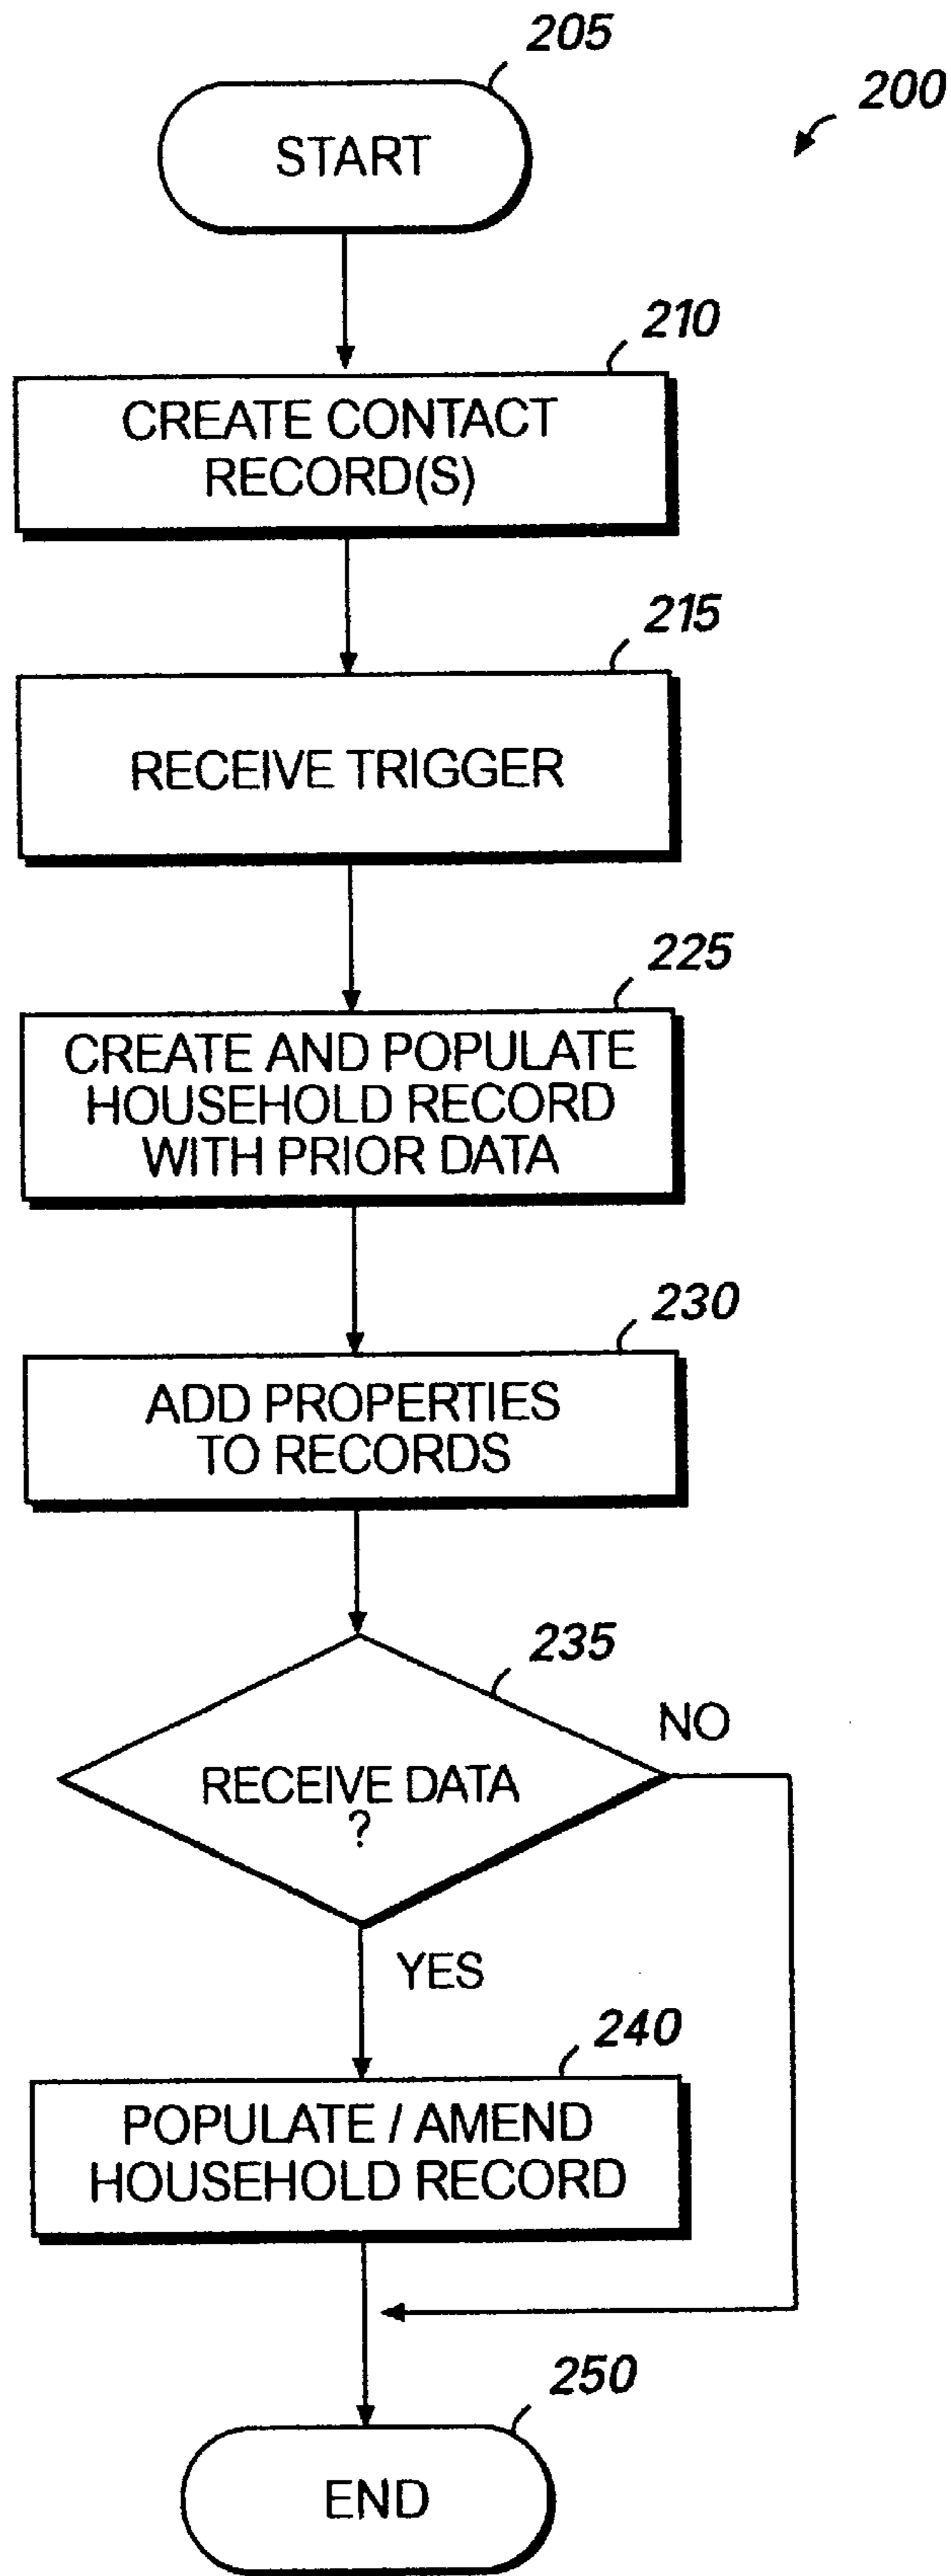 205
200
START
210
CREATE CONTACT
RECORD(S)
215
RECEIVE TRIGGER
225
CREATE AND POPULATE
HOUSEHOLD RECORD
WITH PRIOR DATA
230
ADD PROPERTIES
TO RECORDS
235
NO
RECEIVE DATA
?
YES
240
POPULATE / AMEND
HOUSEHOLD RECORD
250
END